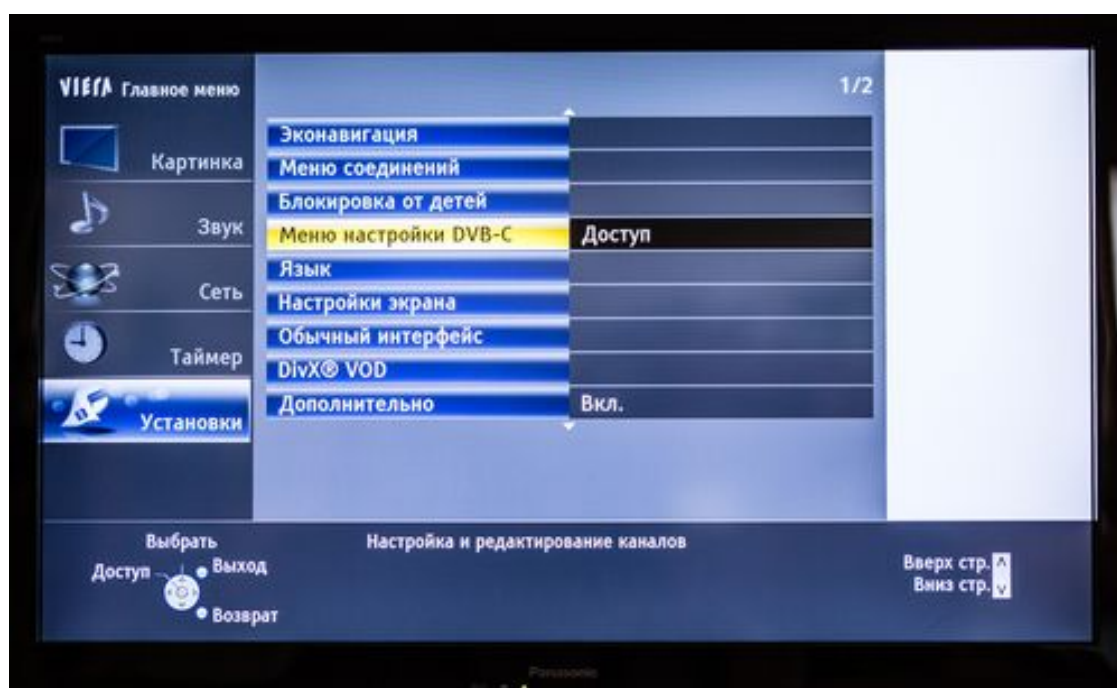 VIERA Главное меню
1/2
Картинка
Звук
Сеть
Таймер
Установки
Эконавигация
Меню соединений
Блокировка от детей
Меню настройки DVB-C Доступ
Язык
Настройки экрана
Обычный интерфейс
DivX® VOD
Дополнительно Вкл.
Выбрать
Доступ
Выход
Возврат
Настройка и редактирование каналов
Вверх стр.
Вниз стр.
Panasonic